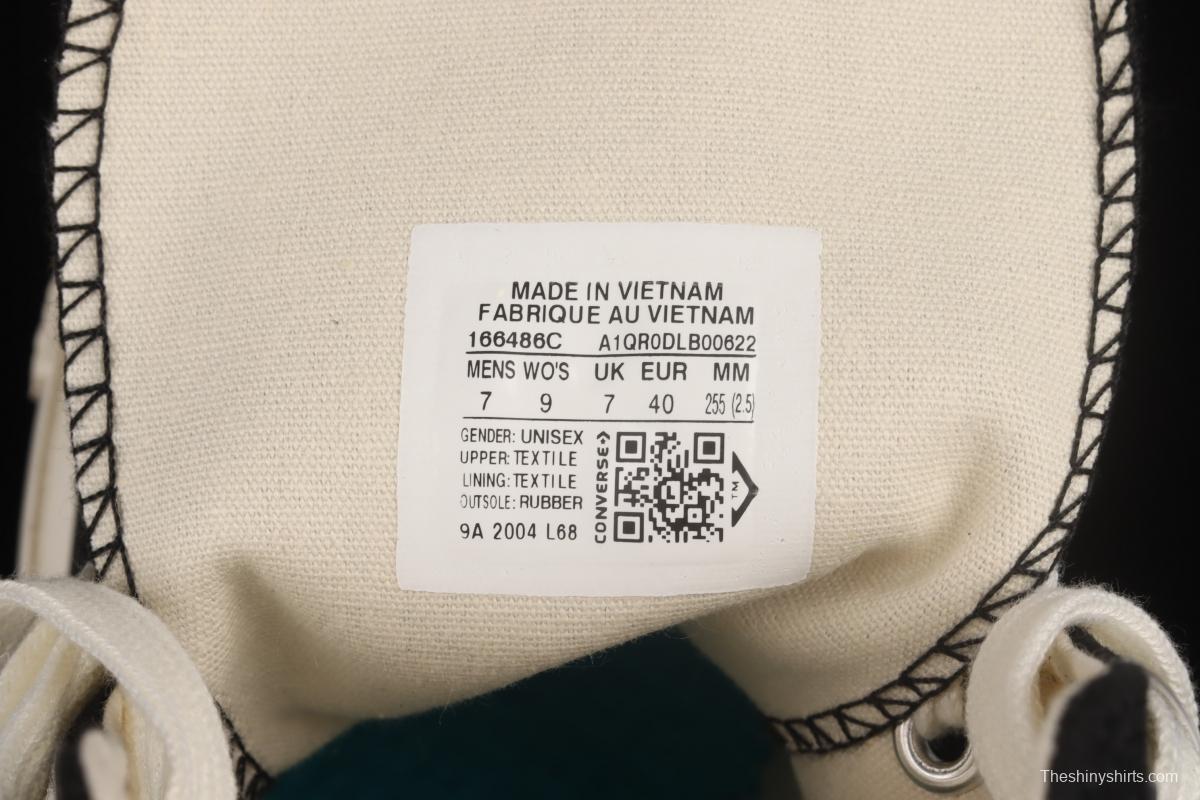 MADE IN VIETNAM
FABRIQUE AU VIETNAM
166486C A1QR0DLB00622
MENS WO'S UK EUR MM
7 9 7 40 255 (2.5)
GENDER: UNISEX
UPPER: TEXTILE
LINING: TEXTILE
OUTSOLE: RUBBER
9A 2004 L68
CONVERSE
TM
Theshinyshirts.com